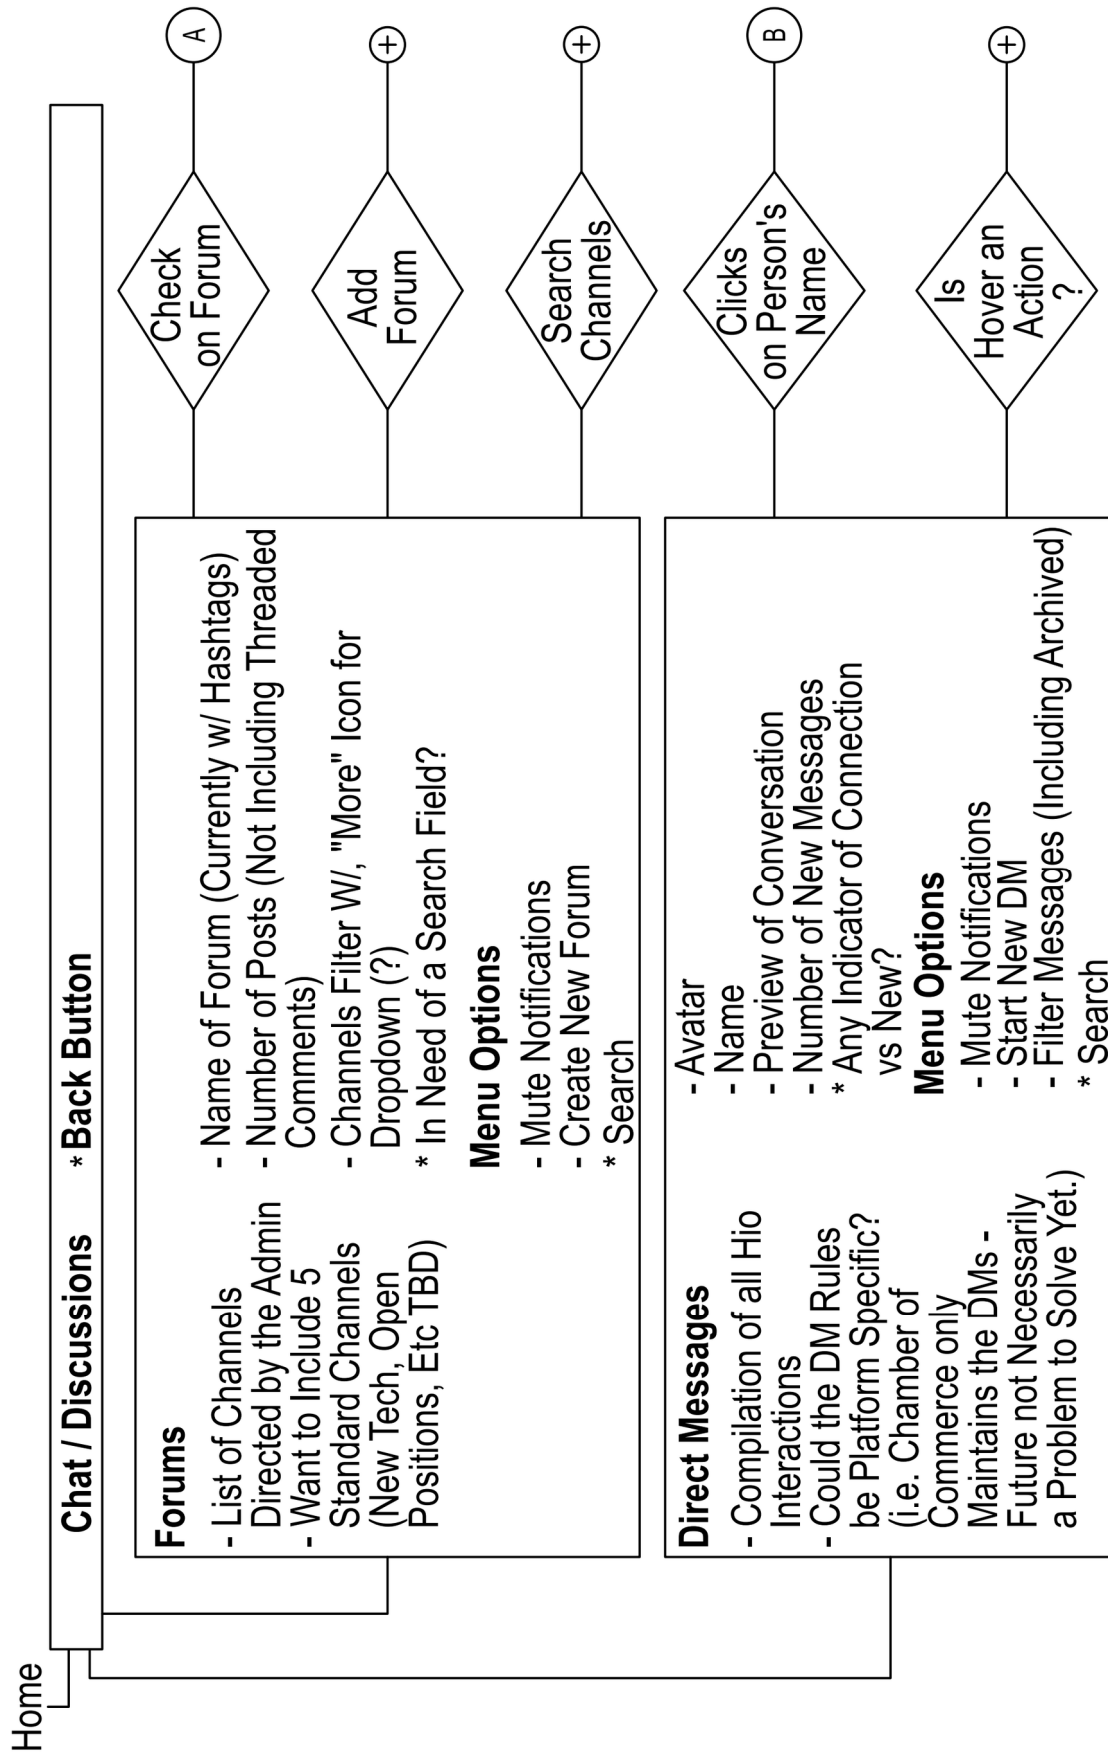 Home
Chat / Discussions * Back Button
Forums
- List of Channels
Directed by the Admin
- Want to Include 5
Standard Channels
(New Tech, Open
Positions, Etc TBD)
- Name of Forum (Currently w/ Hashtags)
- Number of Posts (Not Including Threaded
Comments)
- Channels Filter W/, "More" Icon for
Dropdown (?)
* In Need of a Search Field?
Menu Options
- Mute Notifications
- Create New Forum
* Search
Check
on Forum
A
Add
Forum
+
Search
Channels
+
Direct Messages
- Compilation of all Hio
Interactions
- Could the DM Rules
be Platform Specific?
(i.e. Chamber of
Commerce only
Maintains the DMs -
Future not Necessarily
a Problem to Solve Yet.)
- Avatar
- Name
- Preview of Conversation
- Number of New Messages
* Any Indicator of Connection
vs New?
Menu Options
- Mute Notifications
- Start New DM
- Filter Messages (Including Archived)
* Search
Clicks
on Person's
Name
B
Is
Hover an
Action
?
+